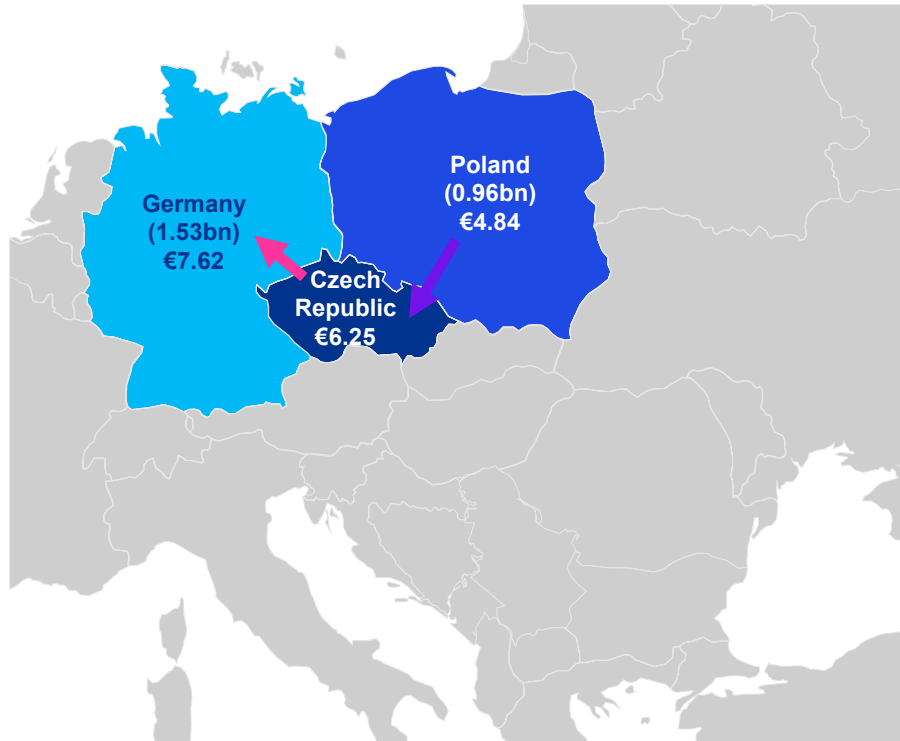 Poland
(0.96bn)
€4.84
Germany
(1.53bn)
€7.62
Czech
Republic
€6.25